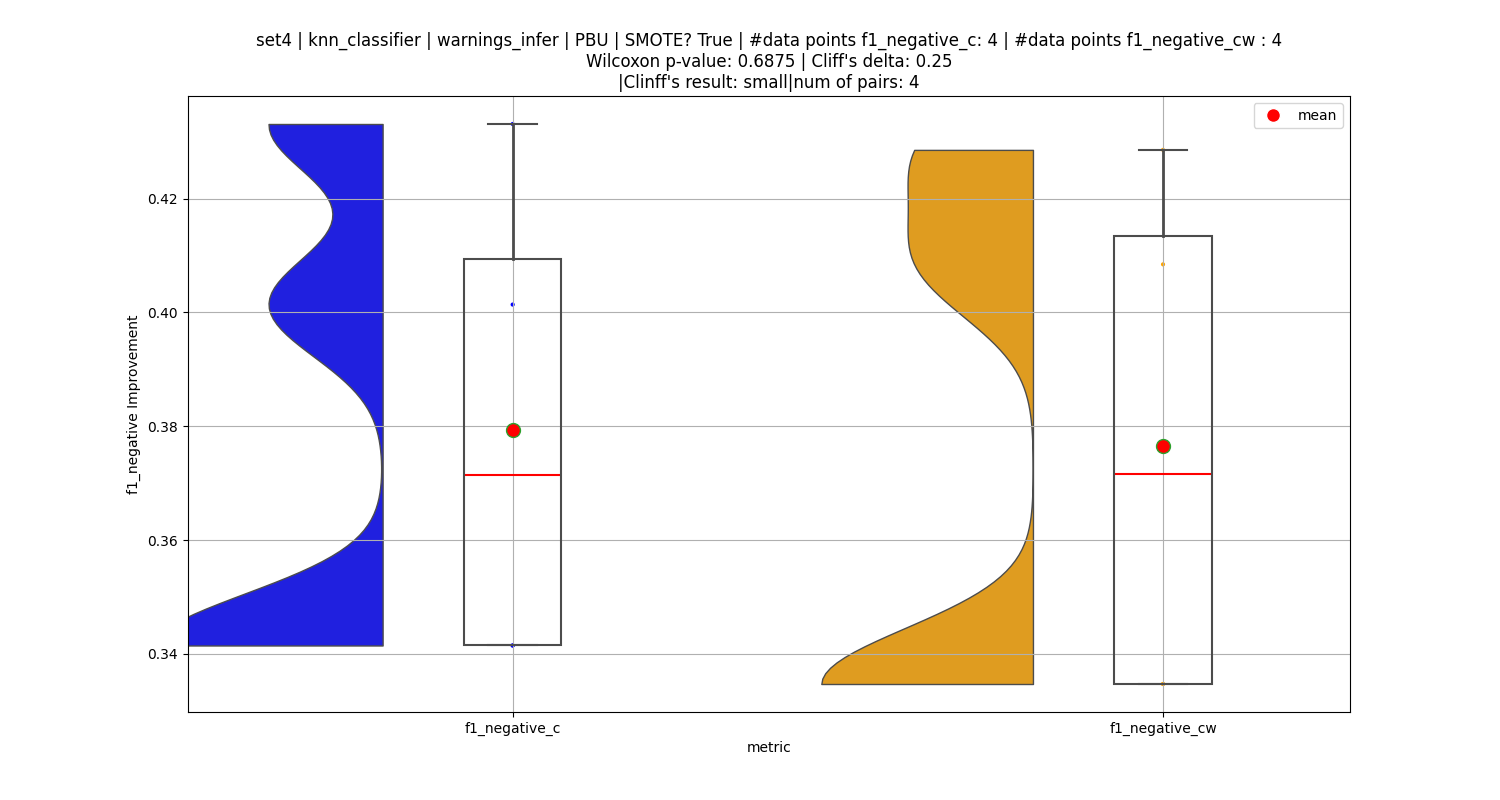 set4 | knn_classifier | warnings_infer | PBU | SMOTE? True | #data points f1_negative_c: 4 | #data points f1_negative_cw : 4
Wilcoxon p-value: 0.6875 | Cliff's delta: 0.25
|Clinff's result: small|num of pairs: 4
mean
0.42
0.40
0.38
0.36
0.34
f1_negative Improvement
f1_negative_c
f1_negative_cw
metric